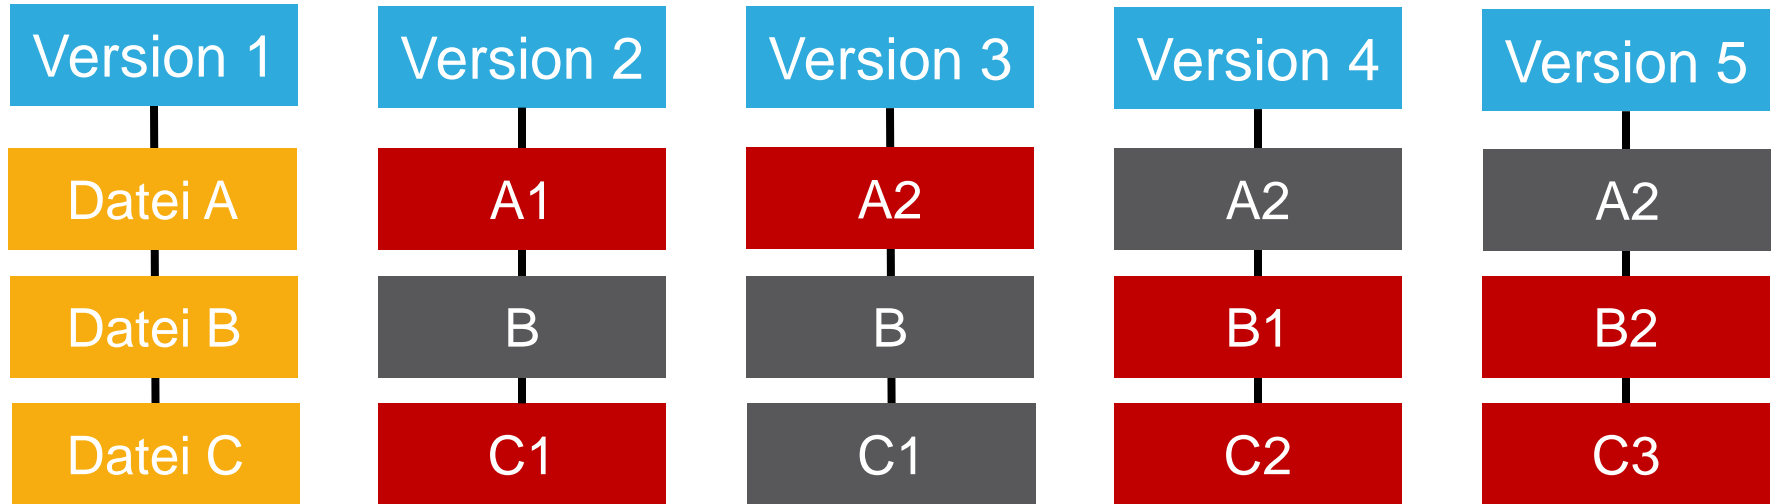 Version 1
Version 2
Version 3
Version 4
Version 5
Datei A
A1
A2
A2
A2
Datei B
B
B
B1
B2
Datei C
C1
C1
C2
C3